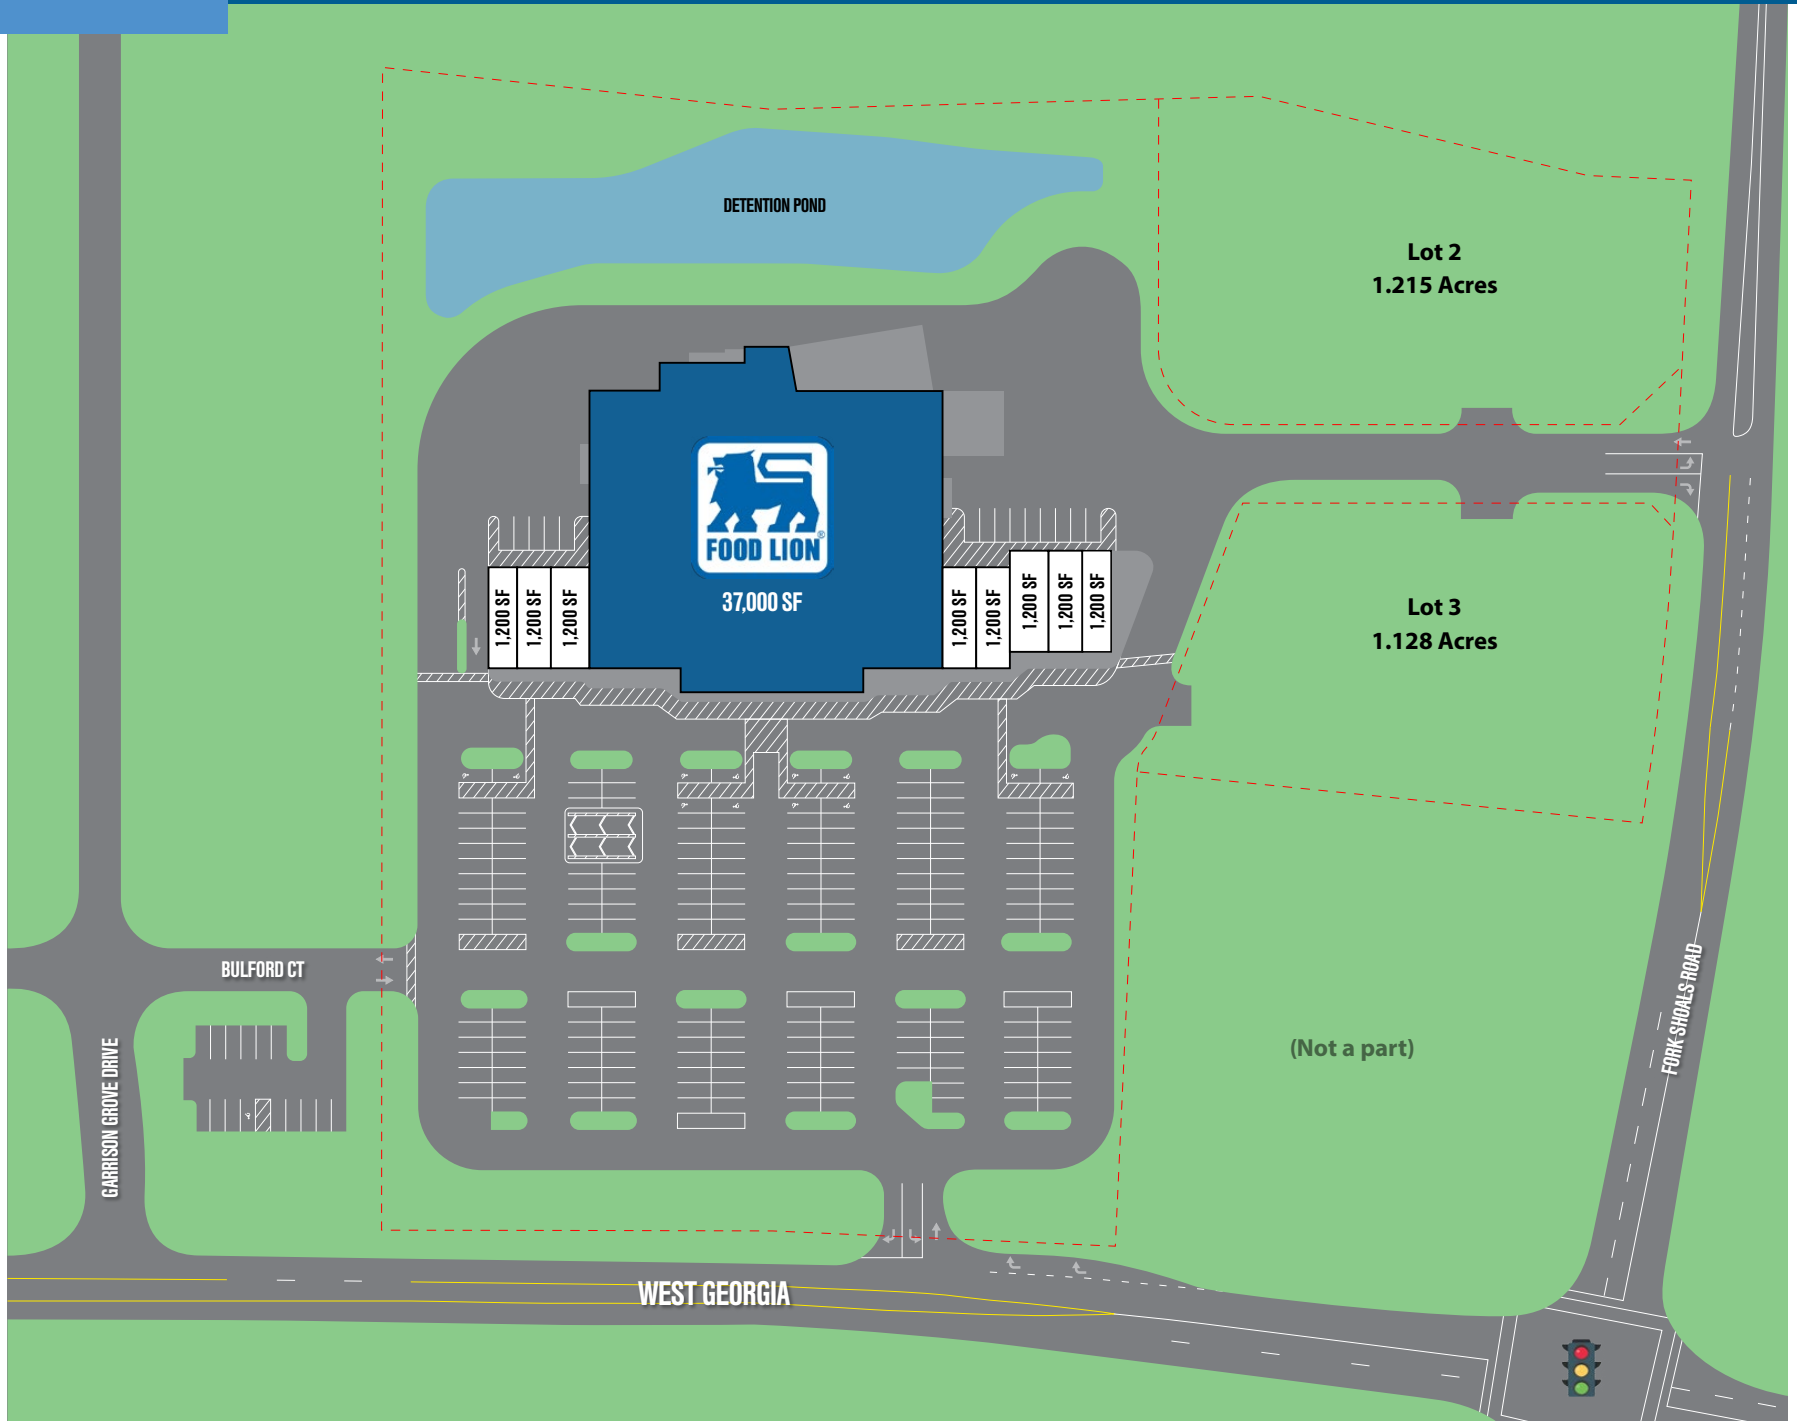 DETENTION POND
Lot 2
1.215 Acres
FOOD LION®
37,000 SF
1,200 SF
1,200 SF
1,200 SF
1,200 SF
1,200 SF
1,200 SF
1,200 SF
1,200 SF
Lot 3
1.128 Acres
BULFORD CT
GARRISON GROVE DRIVE
(Not a part)
FORK SHOALS ROAD
WEST GEORGIA